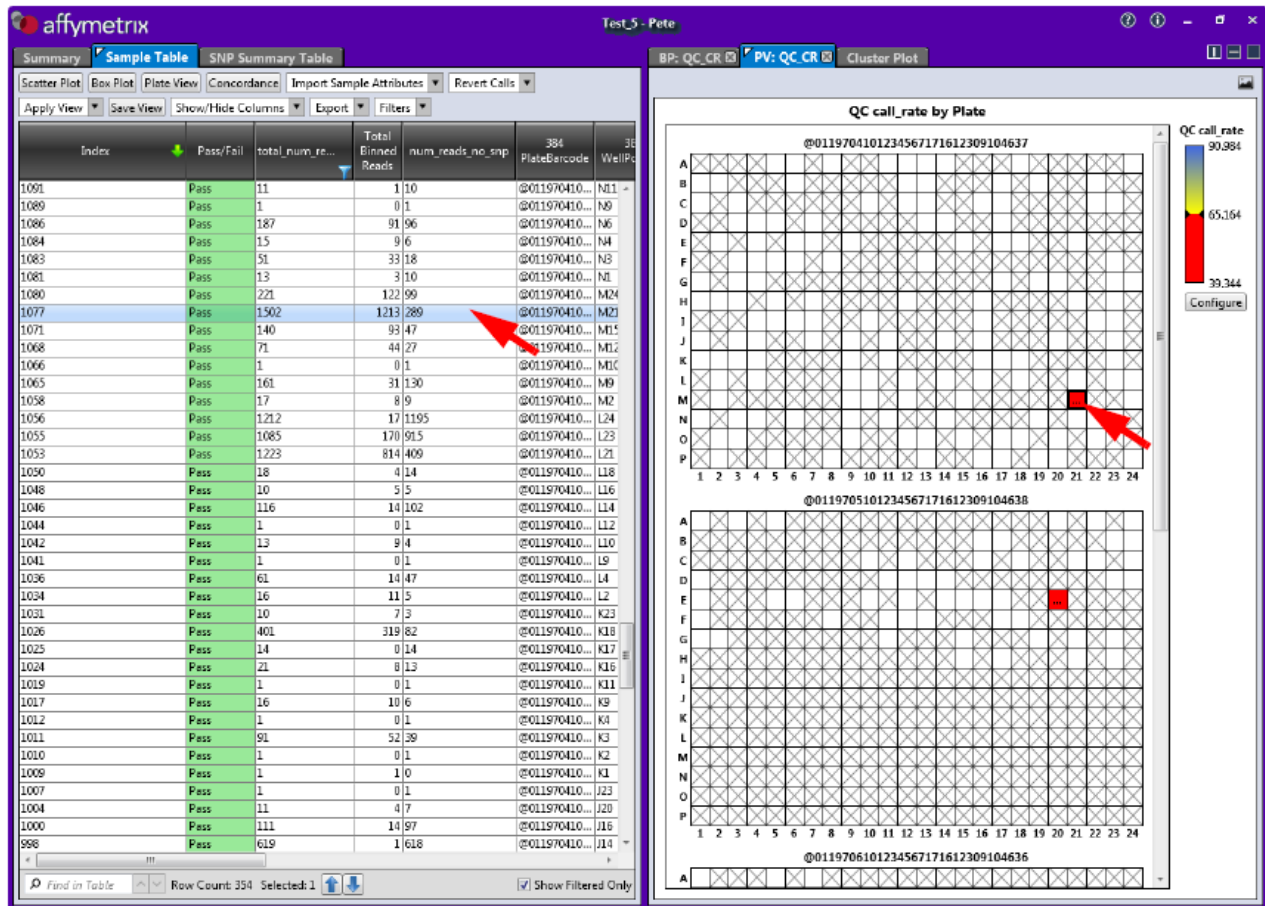 affymetrix
Test_5 - Pete
Summary Sample Table SNP Summary Table
BP: QC_CR PV: QC_CR Cluster Plot
Scatter Plot Box Plot Plate View Concordance Import Sample Attributes Revert Calls
Apply View Save View Show/Hide Columns Export Filters
Index Pass/Fail total_num_re... Total Binned Reads num_reads_no_snp 384 PlateBarcode
1091 Pass 11 1 10 @011970410... N11
1089 Pass 1 0 1 @011970410... N9
1086 Pass 187 91 96 @011970410... N6
1084 Pass 15 9 6 @011970410... N4
1083 Pass 51 33 18 @011970410... N3
1081 Pass 13 3 10 @011970410... N1
1080 Pass 221 122 99 @011970410... M24
1077 Pass 1502 1213 289 @011970410... M21
1071 Pass 140 93 47 @011970410... M15
1068 Pass 71 44 27 @011970410... M12
1066 Pass 1 0 1 @011970410... M10
1065 Pass 161 31 130 @011970410... M9
1058 Pass 17 8 9 @011970410... M2
1056 Pass 1212 17 1195 @011970410... L24
1055 Pass 1085 170 915 @011970410... L23
1053 Pass 1223 814 409 @011970410... L21
1050 Pass 18 4 14 @011970410... L18
1048 Pass 10 5 5 @011970410... L16
1046 Pass 116 14 102 @011970410... L14
1044 Pass 1 0 1 @011970410... L12
1042 Pass 13 9 4 @011970410... L10
1041 Pass 1 0 1 @011970410... L9
1036 Pass 61 14 47 @011970410... L4
1034 Pass 16 11 5 @011970410... L2
1031 Pass 10 7 3 @011970410... K23
1026 Pass 401 319 82 @011970410... K18
1025 Pass 14 0 14 @011970410... K17
1024 Pass 21 8 13 @011970410... K16
1019 Pass 1 0 1 @011970410... K11
1017 Pass 16 10 6 @011970410... K9
1012 Pass 1 0 1 @011970410... K4
1011 Pass 91 52 39 @011970410... K3
1010 Pass 1 0 1 @011970410... K2
1009 Pass 1 1 0 @011970410... K1
1007 Pass 1 0 1 @011970410... J23
1004 Pass 11 4 7 @011970410... J20
1000 Pass 111 14 97 @011970410... J16
998 Pass 619 1 618 @011970410... J14
Find in Table Row Count: 354 Selected: 1 Show Filtered Only
QC call_rate by Plate
@0119704101234567171612309104637
A
B
C
D
E
F
G
H
I
J
K
L
M ...
N
O
P
1 2 3 4 5 6 7 8 9 10 11 12 13 14 15 16 17 18 19 20 21 22 23 24
@0119705101234567171612309104638
A
B
C
D
E ...
F
G
H
I
J
K
L
M
N
O
P
1 2 3 4 5 6 7 8 9 10 11 12 13 14 15 16 17 18 19 20 21 22 23 24
@0119706101234567171612309104636
A
QC call_rate
90.984
65.164
39.344
Configure